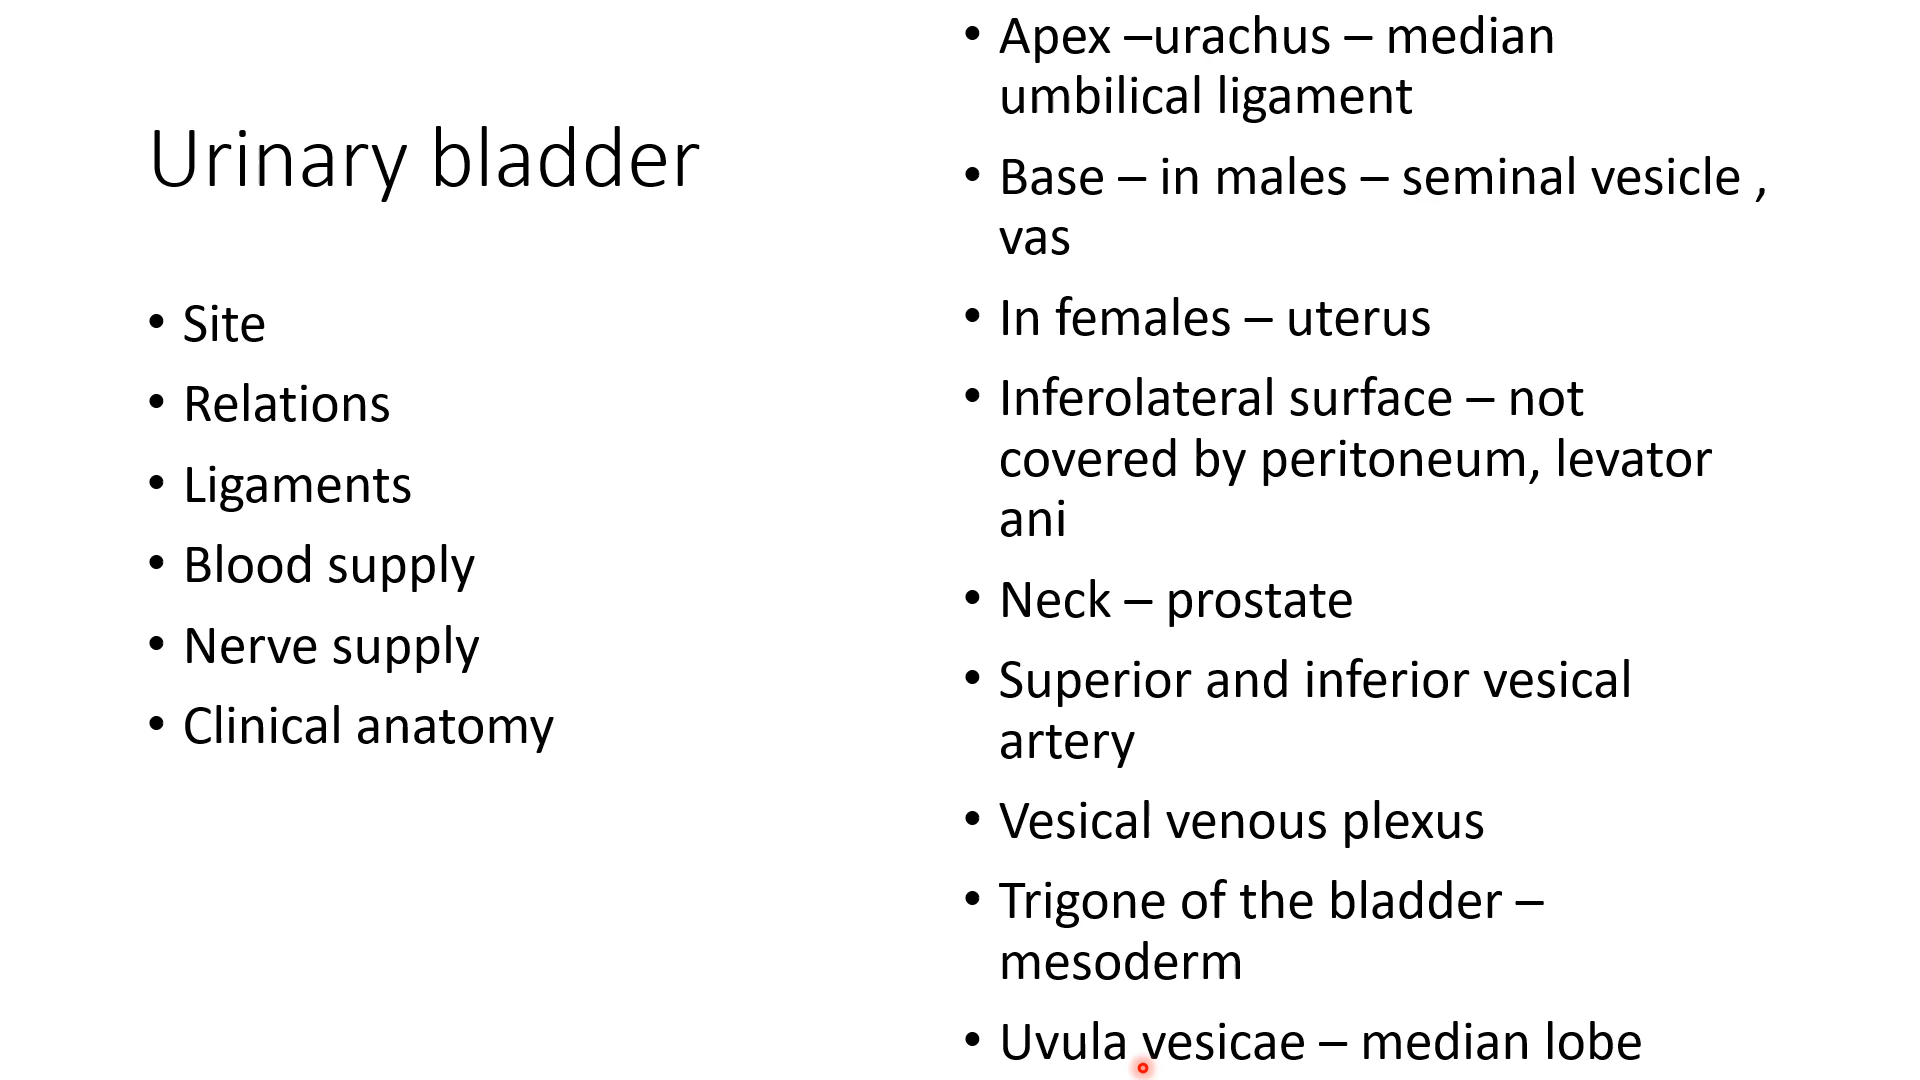 Urinary bladder
• Site
• Relations
• Ligaments
• Blood supply
• Nerve supply
• Clinical anatomy
• Apex –urachus – median
umbilical ligament
• Base – in males – seminal vesicle ,
vas
• In females – uterus
• Inferolateral surface – not
covered by peritoneum, levator
ani
• Neck – prostate
• Superior and inferior vesical
artery
• Vesical venous plexus
• Trigone of the bladder –
mesoderm
• Uvula vesicae – median lobe